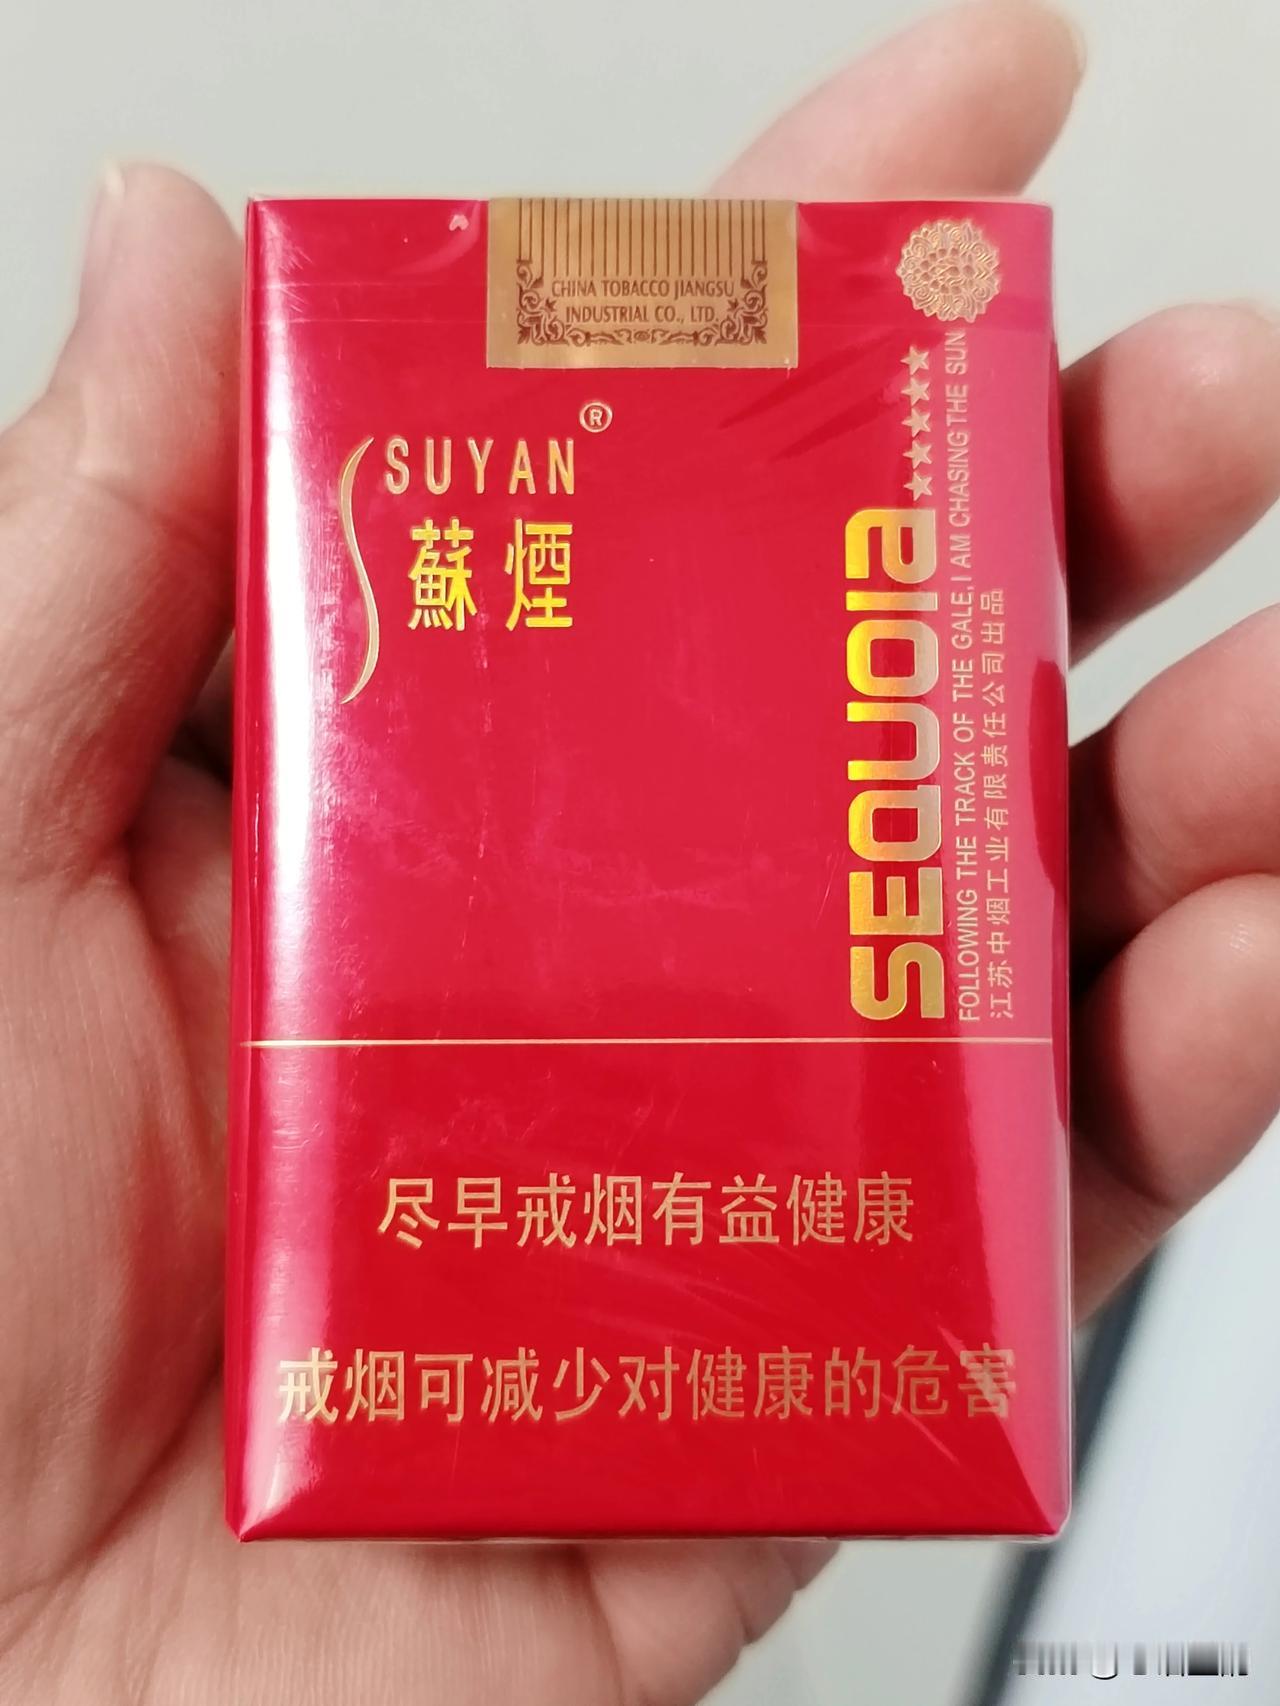 CHINA TOBACCO JIANGSU
INDUSTRIAL CO., LTD.
SUYAN®
蘇煙
SEQUOIA
FOLLOWING THE TRACK OF THE GALE,I AM CHASING THE SUN
江苏中烟工业有限责任公司出品
尽早戒烟有益健康
戒烟可减少对健康的危害